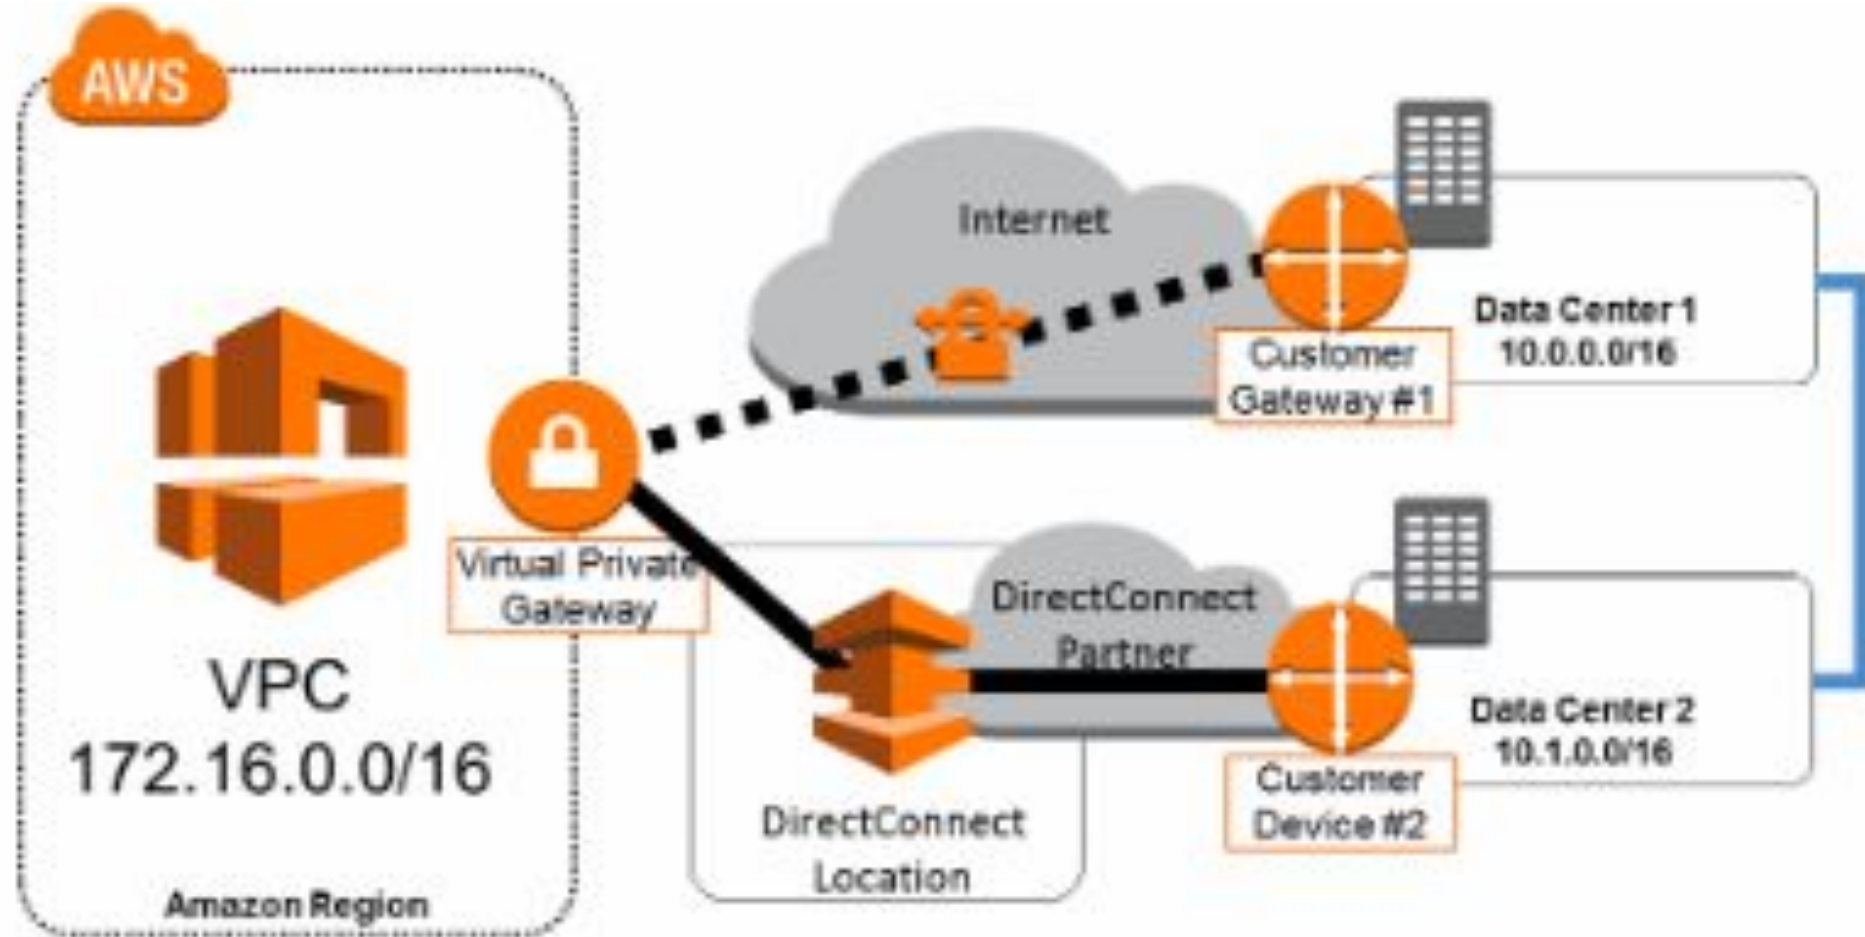 AWS
Internet
Data Center 1
10.0.0.0/16
Customer
Gateway #1
Virtual Private
Gateway
DirectConnect
Partner
VPC
172.16.0.0/16
Data Center 2
10.1.0.0/16
Customer
Device #2
DirectConnect
Location
Amazon Region